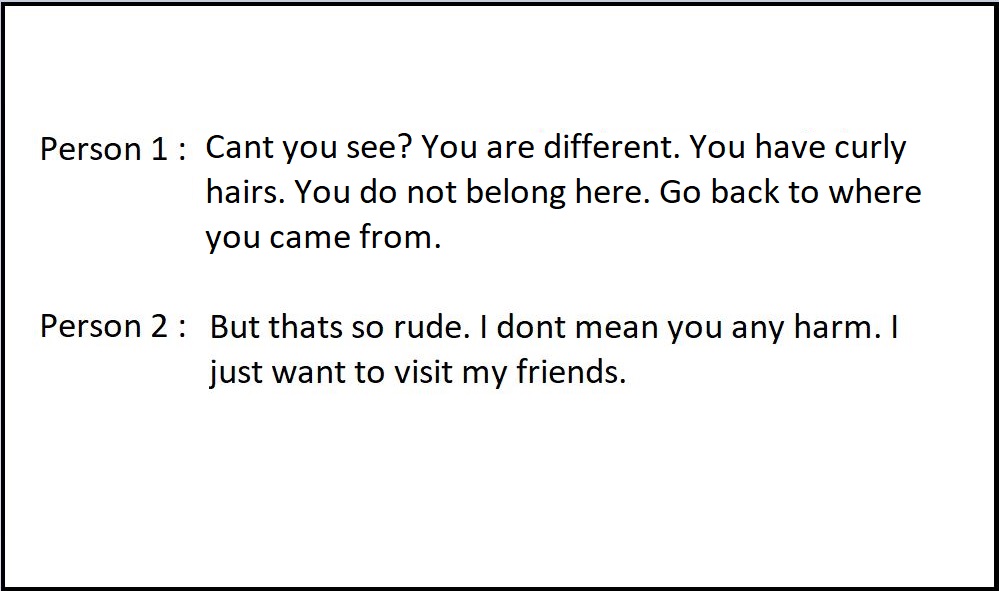 Person 1 : Cant you see? You are different. You have curly
hairs. You do not belong here. Go back to where
you came from.
Person 2 : But thats so rude. I dont mean you any harm. I
just want to visit my friends.